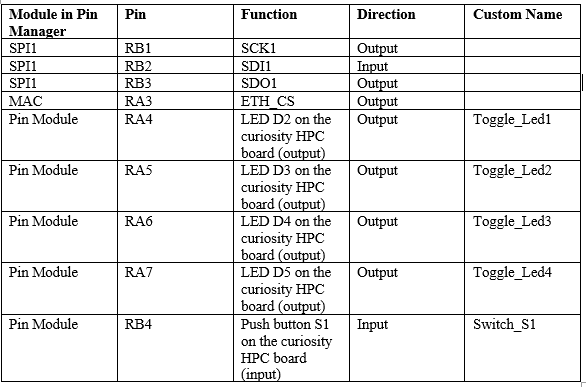 Module in Pin Manager Pin Function Direction Custom Name
SPI1 RB1 SCK1 Output
SPI1 RB2 SDI1 Input
SPI1 RB3 SDO1 Output
MAC RA3 ETH_CS Output
Pin Module RA4 LED D2 on the curiosity HPC board (output) Output Toggle_Led1
Pin Module RA5 LED D3 on the curiosity HPC board (output) Output Toggle_Led2
Pin Module RA6 LED D4 on the curiosity HPC board (output) Output Toggle_Led3
Pin Module RA7 LED D5 on the curiosity HPC board (output) Output Toggle_Led4
Pin Module RB4 Push button S1 on the curiosity HPC board (input) Input Switch_S1